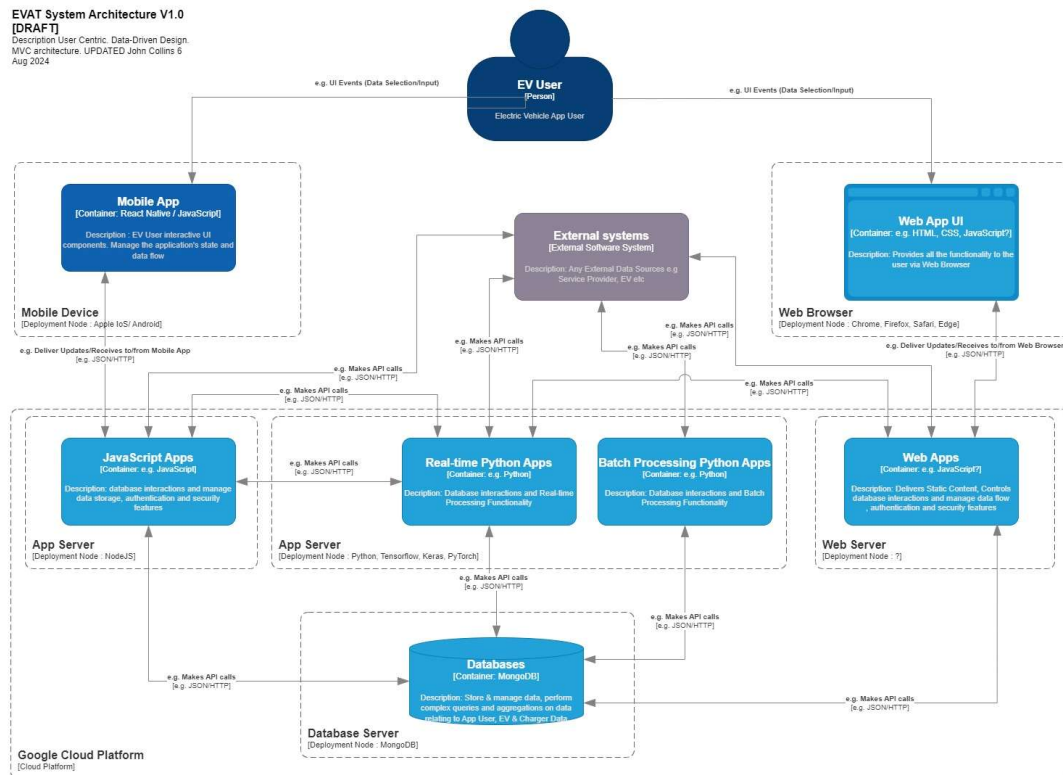 EVAT System Architecture V1.0
[DRAFT]
Description User Centric. Data-Driven Design.
MVC architecture. UPDATED John Collins 6
Aug 2024
EV User
[Person]
Electric Vehicle App User
e.g. UI Events (Data Selection/Input)
e.g. UI Events (Data Selection/Input)
Mobile App
[Container: React Native / JavaScript]
Description : EV User interactive UI
components. Manage the application's state and
data flow
Mobile Device
[Deployment Node : Apple IoS/ Android]
External systems
[External Software System]
Description: Any External Data Sources e.g
Service Provider, EV etc
Web App UI
[Container: e.g. HTML, CSS, JavaScript?]
Description: Provides all the functionality to the
user via Web Browser
Web Browser
[Deployment Node : Chrome, Firefox, Safari, Edge]
e.g. Deliver Updates/Receives to/from Mobile App
[e.g. JSON/HTTP]
e.g. Makes API calls
[e.g. JSON/HTTP]
e.g. Makes API calls
[e.g. JSON/HTTP]
e.g. Makes API calls
[e.g. JSON/HTTP]
e.g. Makes API calls
[e.g. JSON/HTTP]
e.g. Deliver Updates/Receives to/from Web Browser
[e.g. JSON/HTTP]
e.g. Makes API calls
[e.g. JSON/HTTP]
JavaScript Apps
[Container: e.g. JavaScript]
Description: database interactions and manage
data storage, authentication and security
features
App Server
[Deployment Node : NodeJS]
e.g. Makes API calls
[e.g. JSON/HTTP]
Real-time Python Apps
[Container: e.g. Python]
Decription: Database interactions and Real-time
Processing Functionality
Batch Processing Python Apps
[Container: e.g. Python]
Description: Database interactions and Batch
Processing Functionality
App Server
[Deployment Node : Python, Tensorflow, Keras, PyTorch]
Web Apps
[Container: e.g. JavaScript?]
Description: Delivers Static Content, Controls
database interactions and manage data flow
, authentication and security features
Web Server
[Deployment Node : ?]
e.g. Makes API calls
[e.g. JSON/HTTP]
e.g. Makes API calls
[e.g. JSON/HTTP]
e.g. Makes API calls
[e.g. JSON/HTTP]
e.g. Makes API calls
[e.g. JSON/HTTP]
Databases
[Container: MongoDB]
Description: Store & manage data, perform
complex queries and aggregations on data
relating to App User, EV & Charger Data
Database Server
[Deployment Node : MongoDB]
Google Cloud Platform
[Cloud Platform]